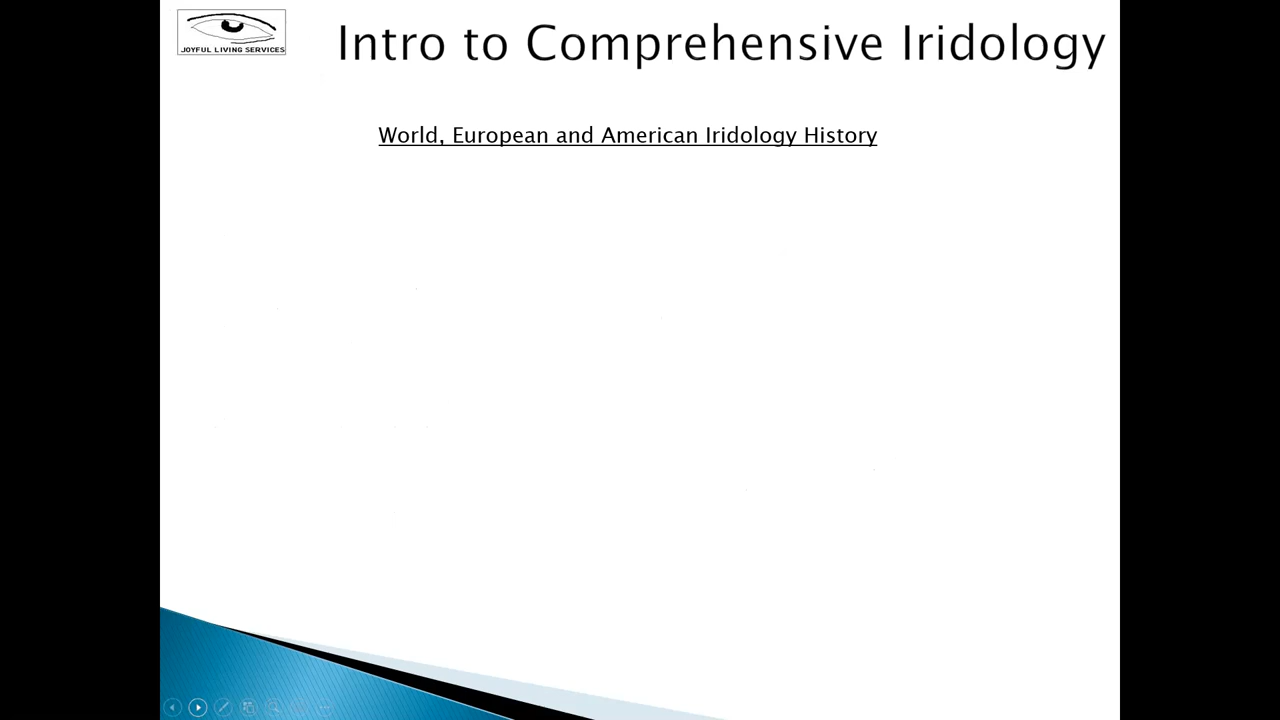 JOYFUL LIVING SERVICES
Intro to Comprehensive Iridology
World, European and American Iridology History